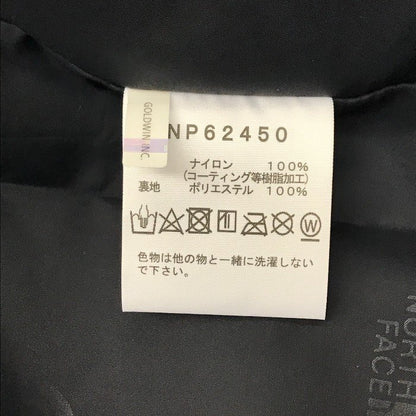 GOLDWIN INC.
NP62450
ナイロン 100%
(コーティング等樹脂加工)
裏地 ポリエステル 100%
W
色物は他の物と一緒に洗濯しない
で下さい。
NORTH
FACE